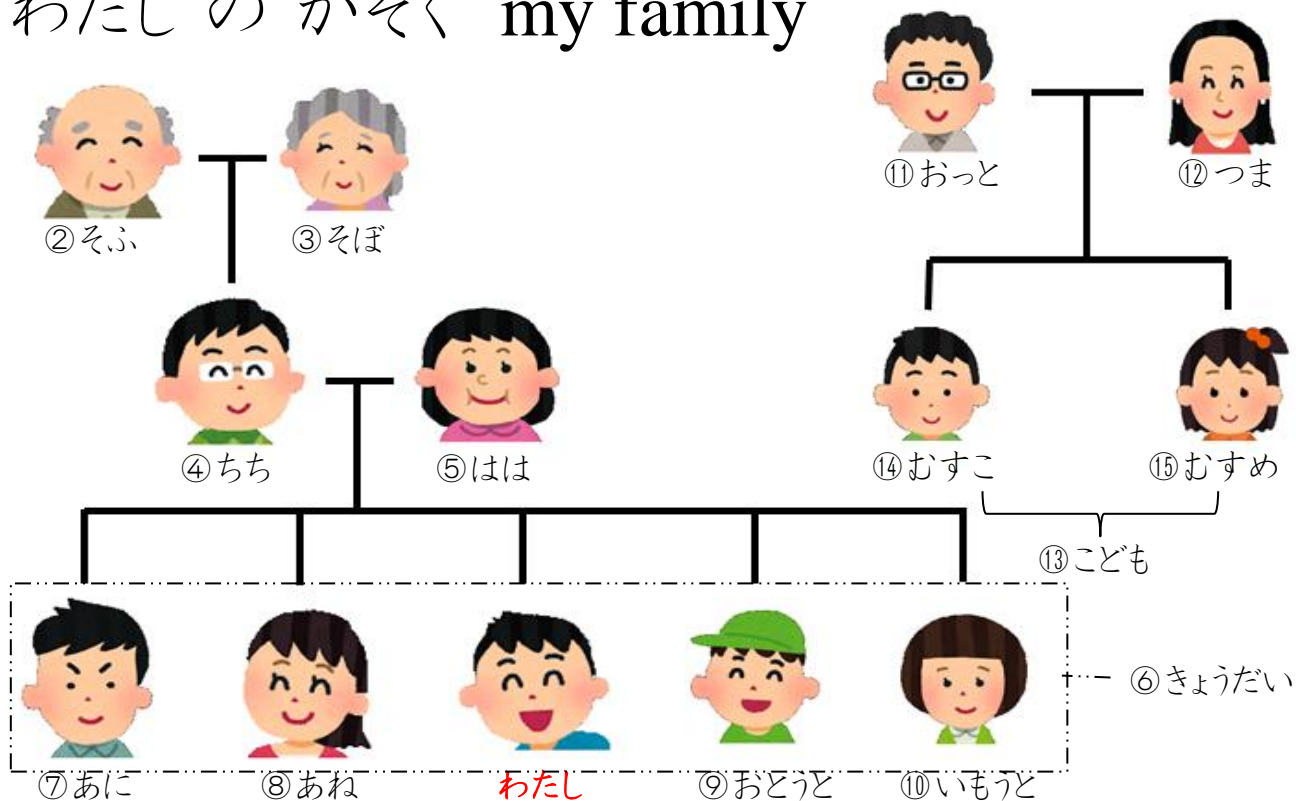 わたし の かぞく my family
②そふ
③そぼ
⑪おっと
⑫つま
④ちち
⑤はは
⑭むすこ
⑮むすめ
⑬こども
⑥きょうだい
⑦あに
⑧あね
わたし
⑨おとうと
⑩いもうと